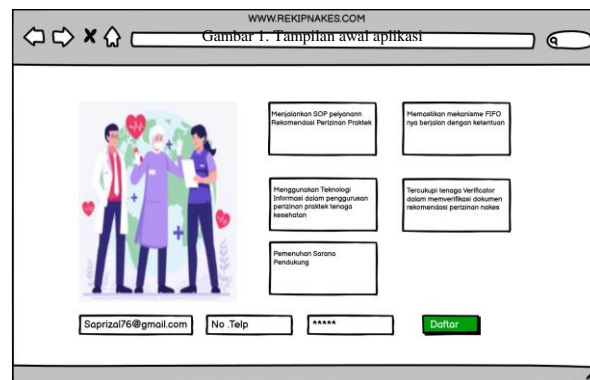 WWW.REKIPNAKES.COM
Gambar 1. Tampilan awal aplikasi
Menjalankan SOP pelyanann
Rekomendasi Perizinan Praktek
Memastikan mekanisme FIFO
nya berjalan dengan ketentuan
Menggunakan Teknologi
Informasi dalam penggurusan
perizinan praktek tenaga
kesehatan
Tercukupi tenaga Verificator
dalam memverifikasi dokumen
rekomendasi perizinan nakes
Pemenuhan Sarana
Pendukung
Saprizal76@gmail.com
No .Telp
*****
Daftar